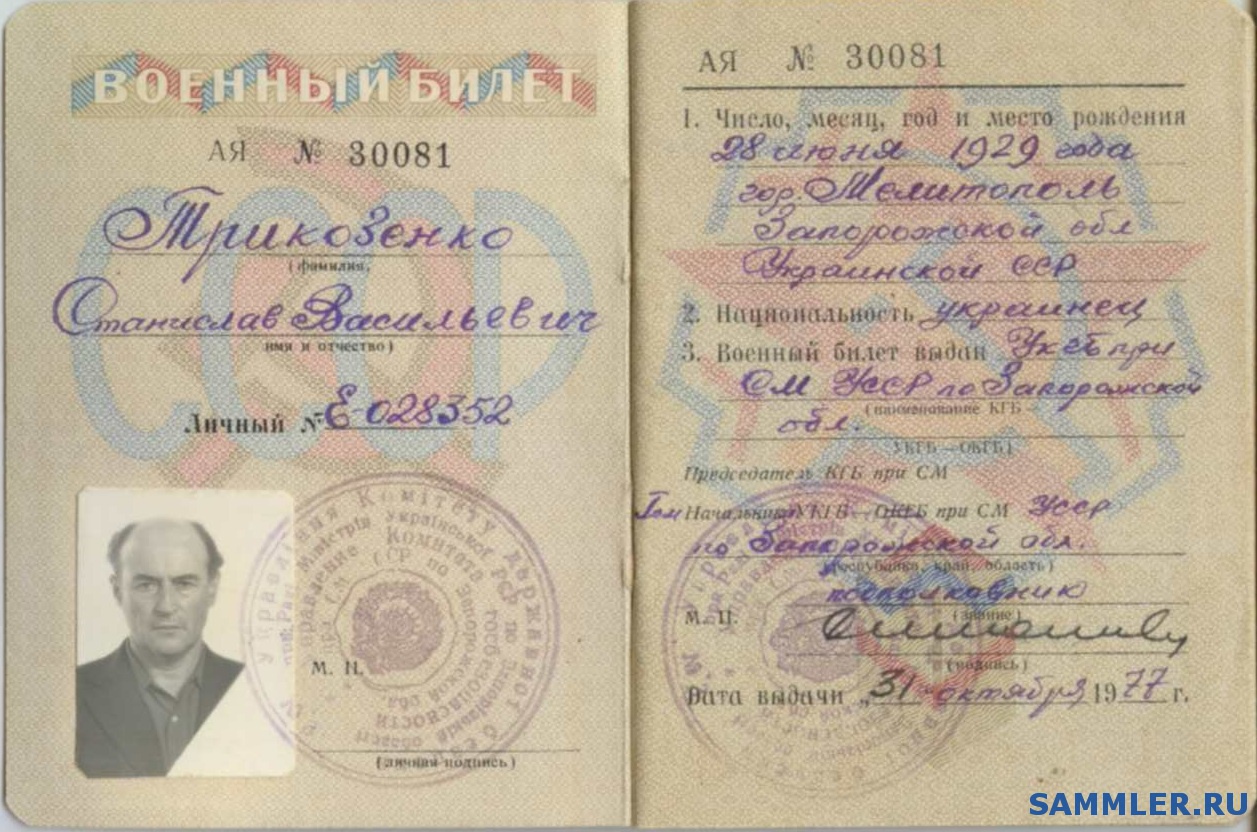 ВОЕННЫЙ БИЛЕТ
АЯ № 30081
Трикозенко
(фамилия,
Станислав Васильевич
имя и отчество)
Личный № Е-028352
М. П.
(личная подпись)
АЯ № 30081
1. Число, месяц, год и место рождения
28 июня 1929 года
гор. Мелитополь
Запорожской обл
Украинской ССР
2. Национальность украинец
3. Военный билет выдан УКГБ при
СМ УССР по Запорожской
(наименование КГБ —
обл.
УКГБ — ОКГБ)
Председатель КГБ при СМ
Начальник УКГБ — ОКГБ при СМ УССР
по Запорожской обл.
(республика, край, область)
подполковник
М. П.
(звание)
(подпись)
Дата выдачи „31" октября 1977 г.
SAMMLER.RU